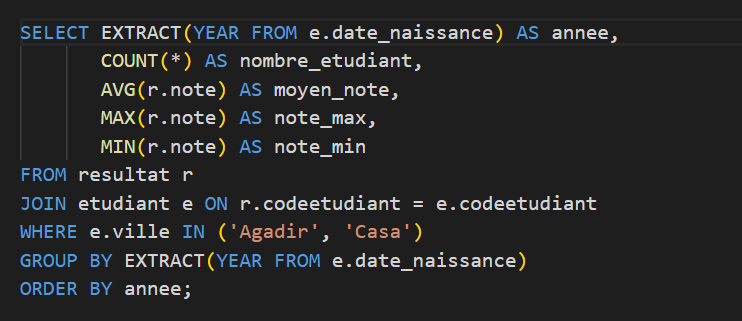 SELECT EXTRACT(YEAR FROM e.date_naissance) AS annee,
COUNT(*) AS nombre_etudiant,
AVG(r.note) AS moyen_note,
MAX(r.note) AS note_max,
MIN(r.note) AS note_min
FROM resultat r
JOIN etudiant e ON r.codeetudiant = e.codeetudiant
WHERE e.ville IN ('Agadir', 'Casa')
GROUP BY EXTRACT(YEAR FROM e.date_naissance)
ORDER BY annee;